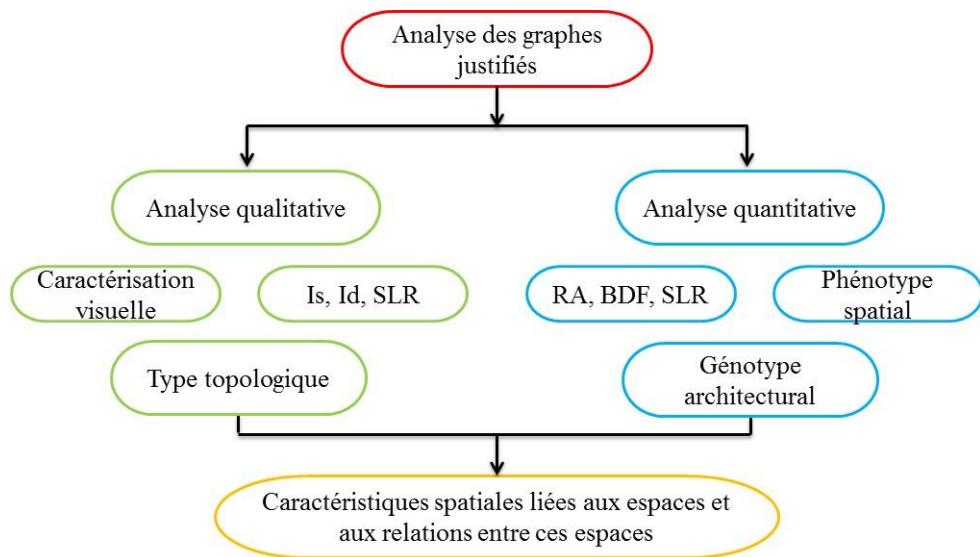 Analyse des graphes
justifiés
Analyse qualitative
Analyse quantitative
Caractérisation
visuelle
Is, Id, SLR
RA, BDF, SLR
Phénotype
spatial
Type topologique
Génotype
architectural
Caractéristiques spatiales liées aux espaces et
aux relations entre ces espaces